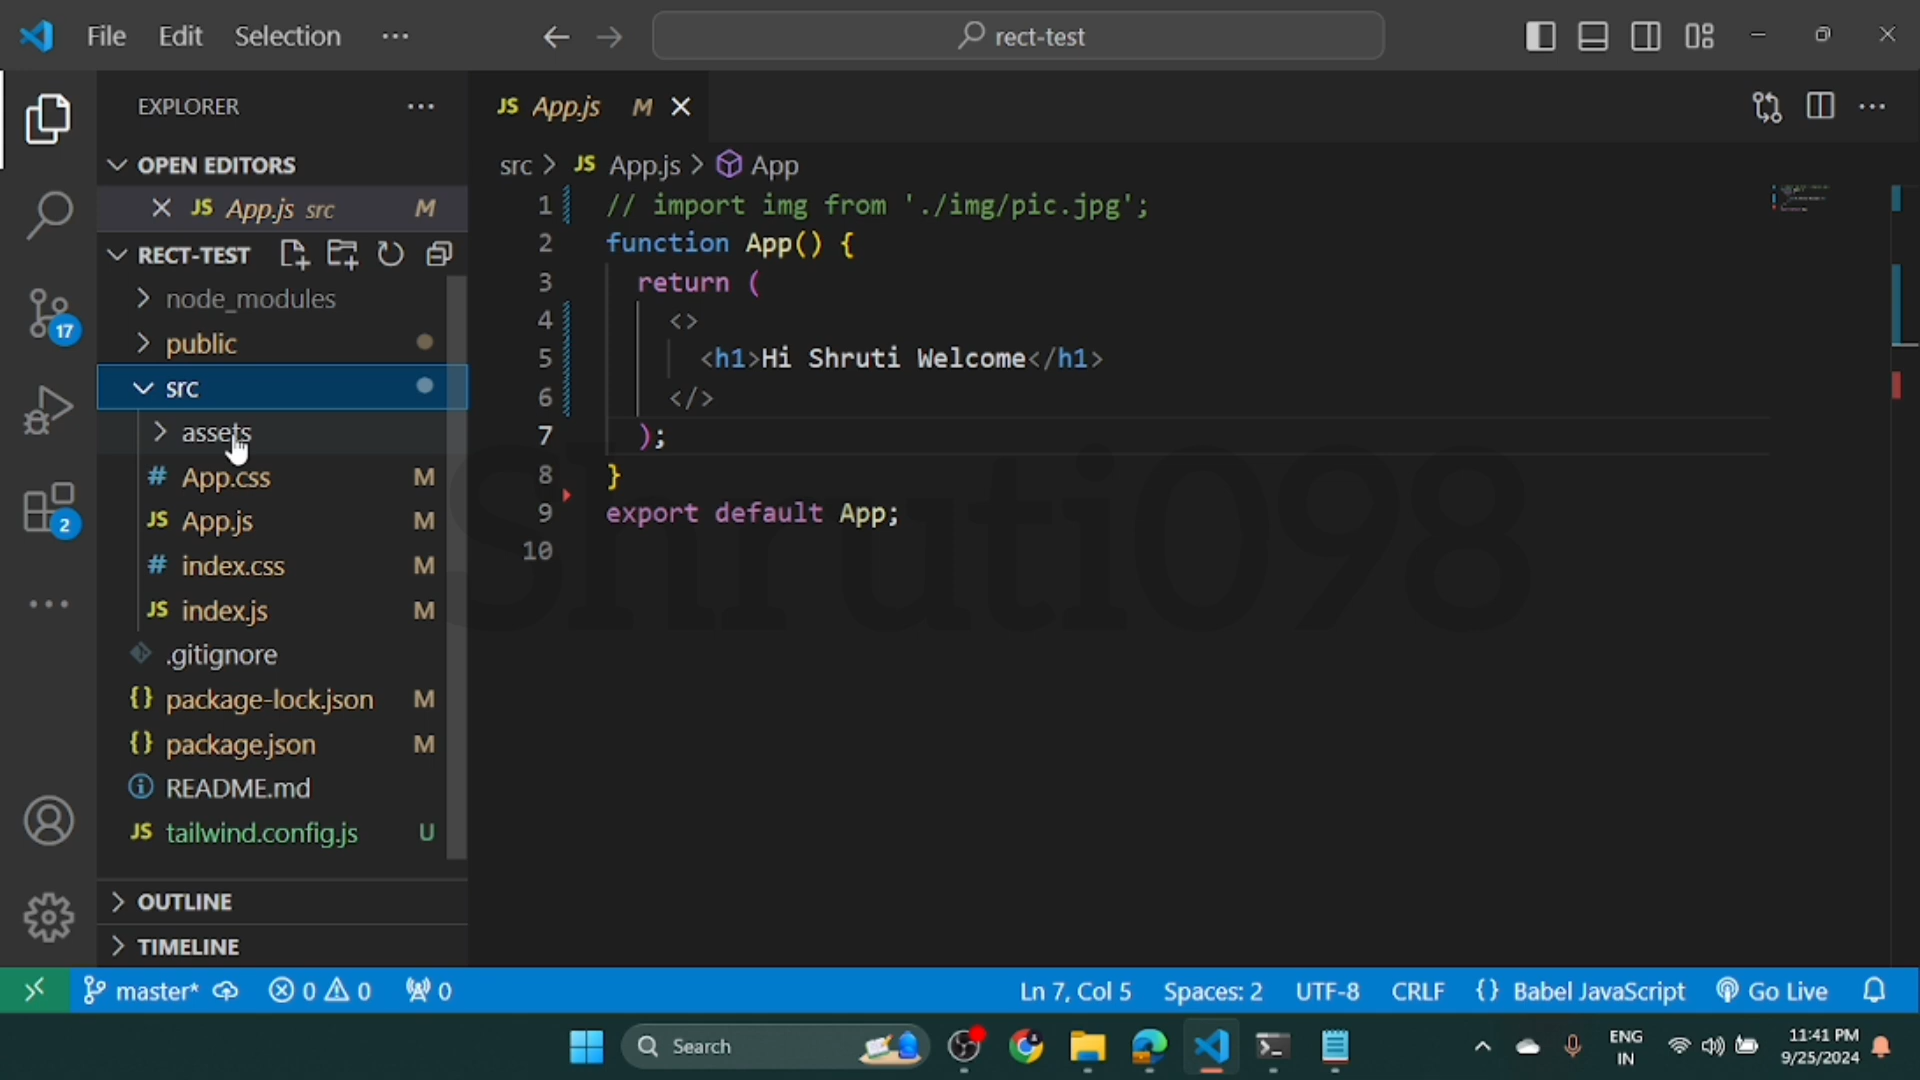 File Edit Selection ··· rect-test
EXPLORER ···
OPEN EDITORS
JS App.js src M
RECT-TEST
node_modules
public
src
assets
# App.css M
JS App.js M
# index.css M
JS index.js M
.gitignore
{} package-lock.json M
{} package.json M
README.md
JS tailwind.config.js U
OUTLINE
TIMELINE
17
2
JS App.js M
src > JS App.js > App
1 // import img from './img/pic.jpg';
2 function App() {
3 return (
4 <>
5 <h1>Hi Shruti Welcome</h1>
6 </>
7 );
8 }
9 export default App;
10
Shruti098
master* 0 0 0 Ln 7, Col 5 Spaces: 2 UTF-8 CRLF {} Babel JavaScript Go Live
Search ENG 11:41 PM
IN 9/25/2024